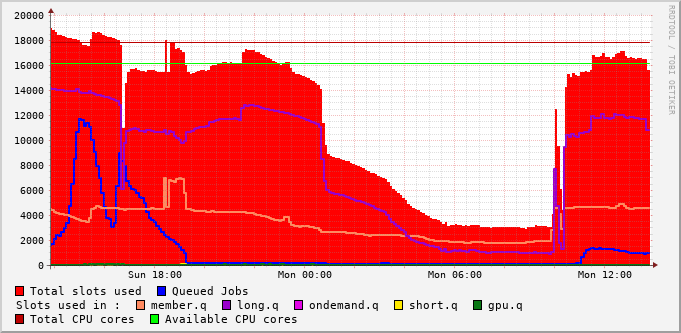 20000
18000
16000
14000
12000
10000
8000
6000
4000
2000
0
Sun 18:00 Mon 00:00 Mon 06:00 Mon 12:00
Total slots used Queued Jobs
Slots used in : member.q long.q ondemand.q short.q gpu.q
Total CPU cores Available CPU cores
RRDTOOL / TOBI OETIKER